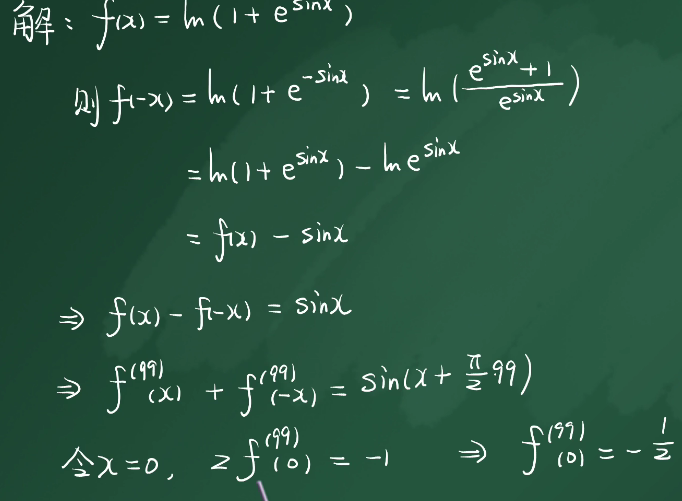 解: f(x) = ln(1 + e^{sinx})
则 f(-x) = ln(1 + e^{-sinx}) = ln(\frac{e^{sinx}+1}{e^{sinx}})
= ln(1 + e^{sinx}) - ln e^{sinx}
= f(x) - sinx
⇒ f(x) - f(-x) = sinx
⇒ f^{(99)}(x) + f^{(99)}(-x) = sin(x + \frac{π}{2} 99)
令x=0, 2f^{(99)}(0) = -1 ⇒ f^{(99)}(0) = -\frac{1}{2}